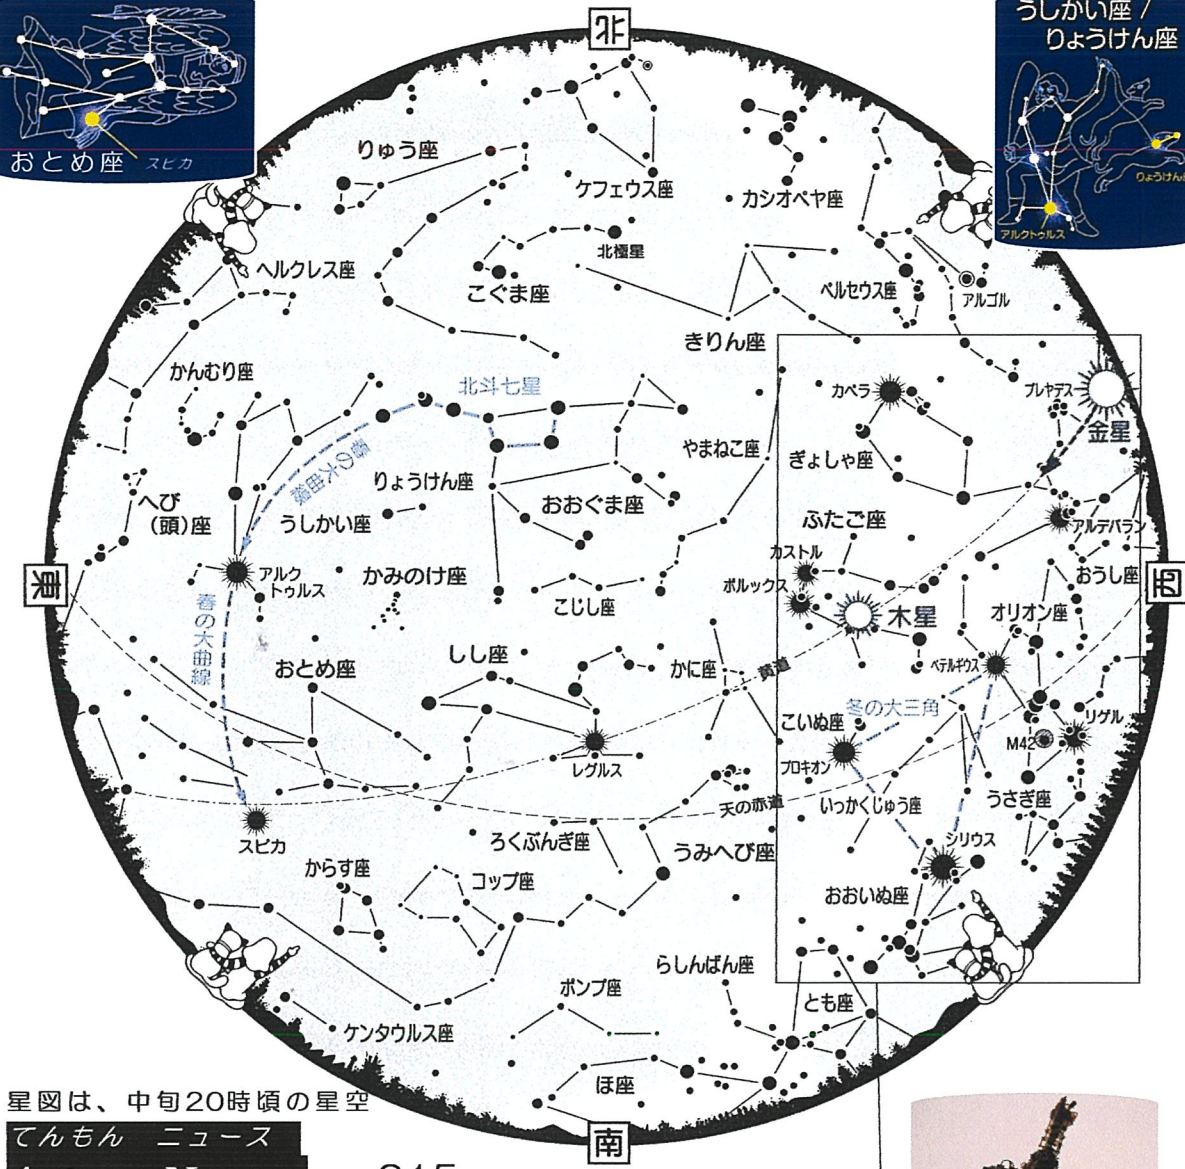 おとめ座 スピカ
うしかい座 /
りょうけん座
アルクトゥルス
北
りゅう座
ケフェウス座
カシオペヤ座
北極星
ヘルクレス座
こぐま座
ペルセウス座
アルゴル
きりん座
かんむり座
北斗七星
カペラ
プレヤデス
金星
春の大曲線
りょうけん座
やまねこ座
ぎょしゃ座
へび
(頭)座
うしかい座
おおぐま座
ふたご座
アルデバラン
カストル
東
アルク
トゥルス
かみのけ座
こじし座
ポルックス
木星
おうし座
西
オリオン座
春の大曲線
おとめ座
しし座
かに座
黄道
ベテルギウス
こいぬ座
冬の大三角
リゲル
M42
レグルス
プロキオン
天の赤道
いっかくじゅう座
うさぎ座
スピカ
ろくぶんぎ座
うみへび座
シリウス
からす座
コップ座
おおいぬ座
らしんばん座
ポンプ座
とも座
ケンタウルス座
ほ座
南
星図は、中旬20時頃の星空
てんもん ニュース